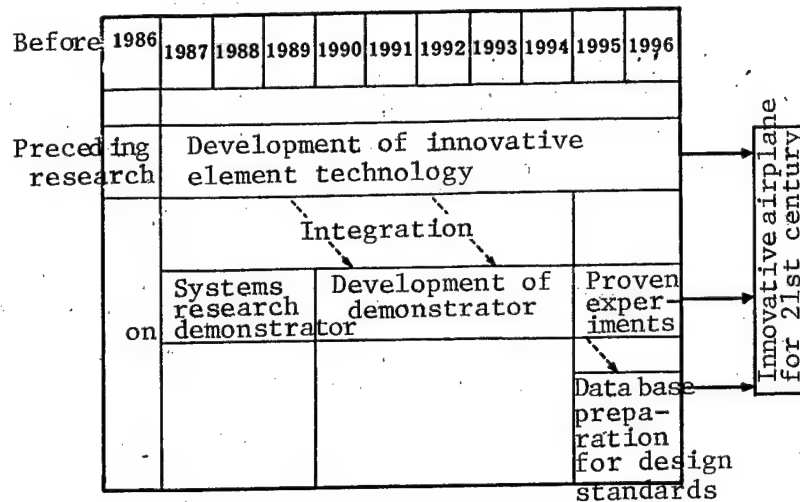 Before 1986 1987 1988 1989 1990 1991 1992 1993 1994 1995 1996
Preceding
research
Development of innovative
element technology
Integration
Systems
research
on demonstrator
Development of
demonstrator
Proven
exper-
iments
Data base
prepa-
ration
for design
standards
Innovative airplane
for 21st century